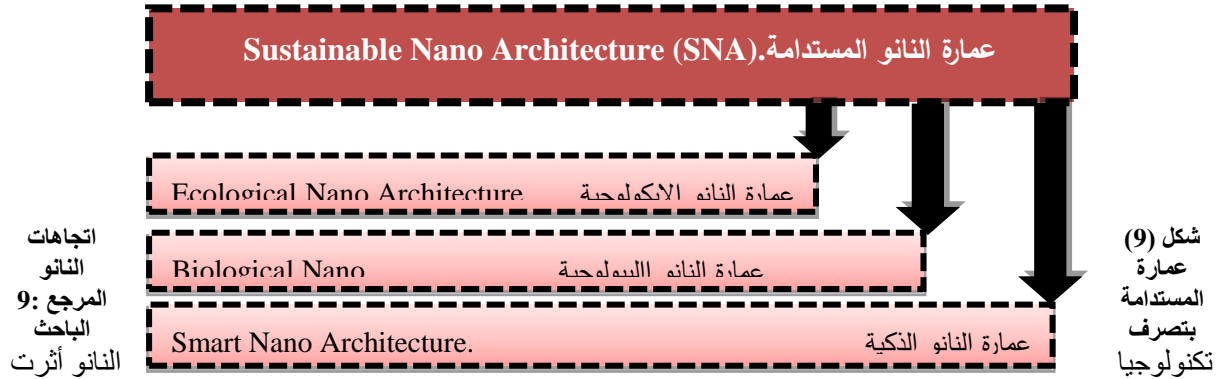 عمارة النانو المستدامة.Sustainable Nano Architecture (SNA)
Ecological Nano Architecture عمارة النانو الايكولوجية
Biological Nano عمارة النانو االبيولوجية
Smart Nano Architecture. عمارة النانو الذكية
شكل (9) اتجاهات
عمارة النانو
المستدامة المرجع :9
بتصرف الباحث
تكنولوجيا النانو أثرت